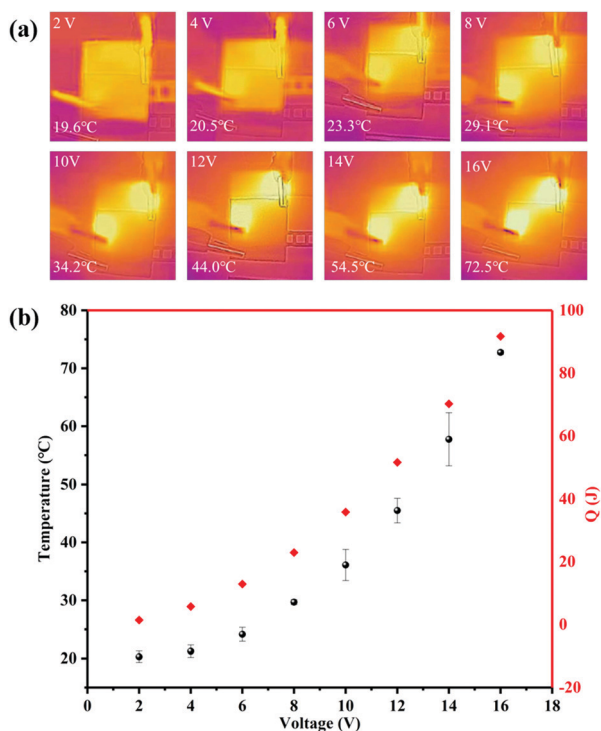 (a)
2 V
4 V
6 V
8 V
19.6°C
20.5°C
23.3°C
29.1°C
10V
12V
14V
16V
34.2°C
44.0°C
54.5°C
72.5°C
(b)
80
70
60
50
40
30
20
Temperature (°C)
100
80
60
40
20
0
-20
Q (J)
0 2 4 6 8 10 12 14 16 18
Voltage (V)